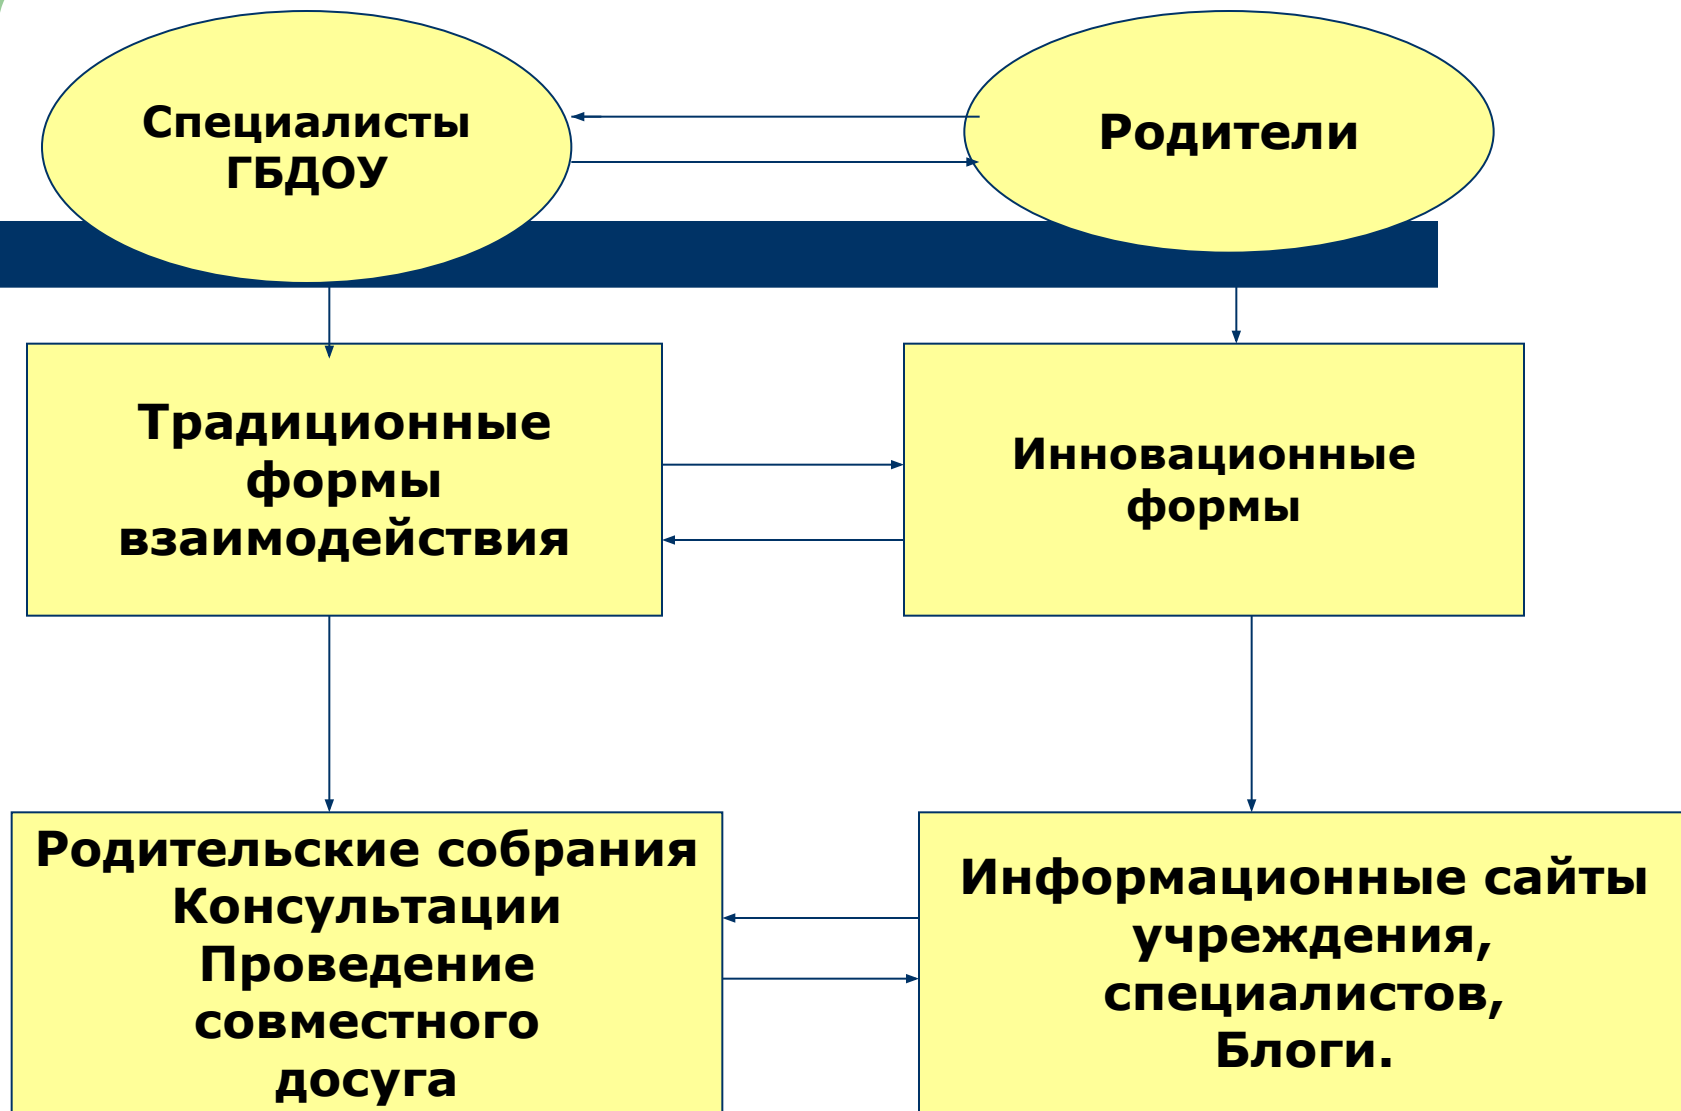 Специалисты
ГБДОУ
Родители
Традиционные
формы
взаимодействия
Инновационные
формы
Родительские собрания
Консультации
Проведение
совместного
досуга
Информационные сайты
учреждения,
специалистов,
Блоги.